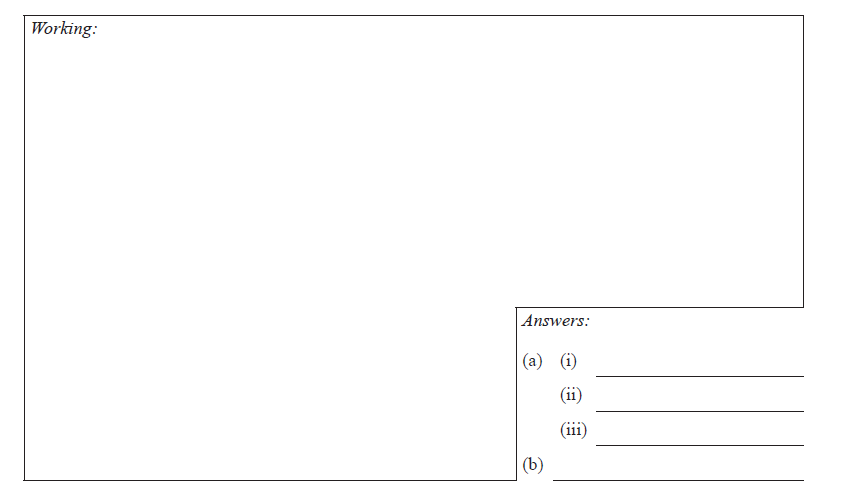 Working:
Answers:
(a) (i)
(ii)
(iii)
(b)